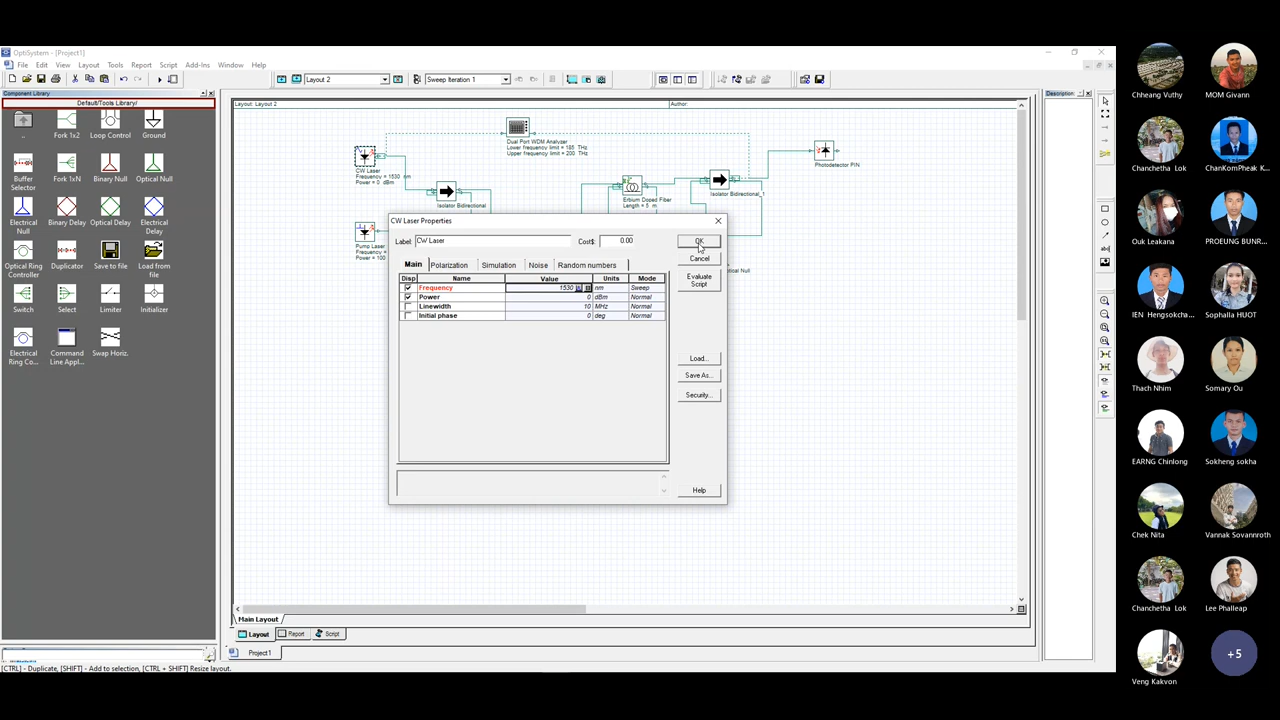 OptiSystem - [Project1]
File Edit View Layout Tools Report Script Add-Ins Window Help
Layout 2
Sweep Iteration 1
Component Library
Default/Tools Library/
..
Fork 1x2
Loop Control
Ground
Buffer Selector
Fork 1xN
Binary Null
Optical Null
Electrical Null
Binary Delay
Optical Delay
Electrical Delay
Optical Ring Controller
Duplicator
Save to file
Load from file
Switch
Select
Limiter
Initializer
Electrical Ring Co...
Command Line Appl...
Swap Horiz.
Layout: Layout 2
Author:
Description:
Dual Port WDM Analyzer
Lower frequency limit = 185 THz
Upper frequency limit = 200 THz
CW Laser
Frequency = 1530 nm
Power = 0 dBm
Isolator Bidirectional
Erbium Doped Fiber
Length = 5 m
Isolator Bidirectional_1
Photodetector PIN
Pump Laser
Frequency =
Power = 100
ical Null
CW Laser Properties
Label: CW Laser
Cost$: 0.00
OK
Cancel
Evaluate Script
Load...
Save As...
Security...
Help
Main Polarization Simulation Noise Random numbers
Disp Name Value Units Mode
Frequency 1530 nm Sweep
Power 0 dBm Normal
Linewidth 10 MHz Normal
Initial phase 0 deg Normal
Main Layout
Layout Report Script
Project1
[CTRL] - Duplicate, [SHIFT] - Add to selection, [CTRL + SHIFT] Resize layout.
Chheang Vuthy
MOM Givann
Chanchetha Lok
ChanKomPheak K...
Ouk Leakana
PROEUNG BUNR...
IEN Hengsokcha...
Sophalla HUOT
Thach Nhim
Somary Ou
EARNG Chinlong
Sokheng sokha
Chek Nita
Vannak Sovannroth
Chanchetha Lok
Lee Phalleap
Veng Kakvon
+5